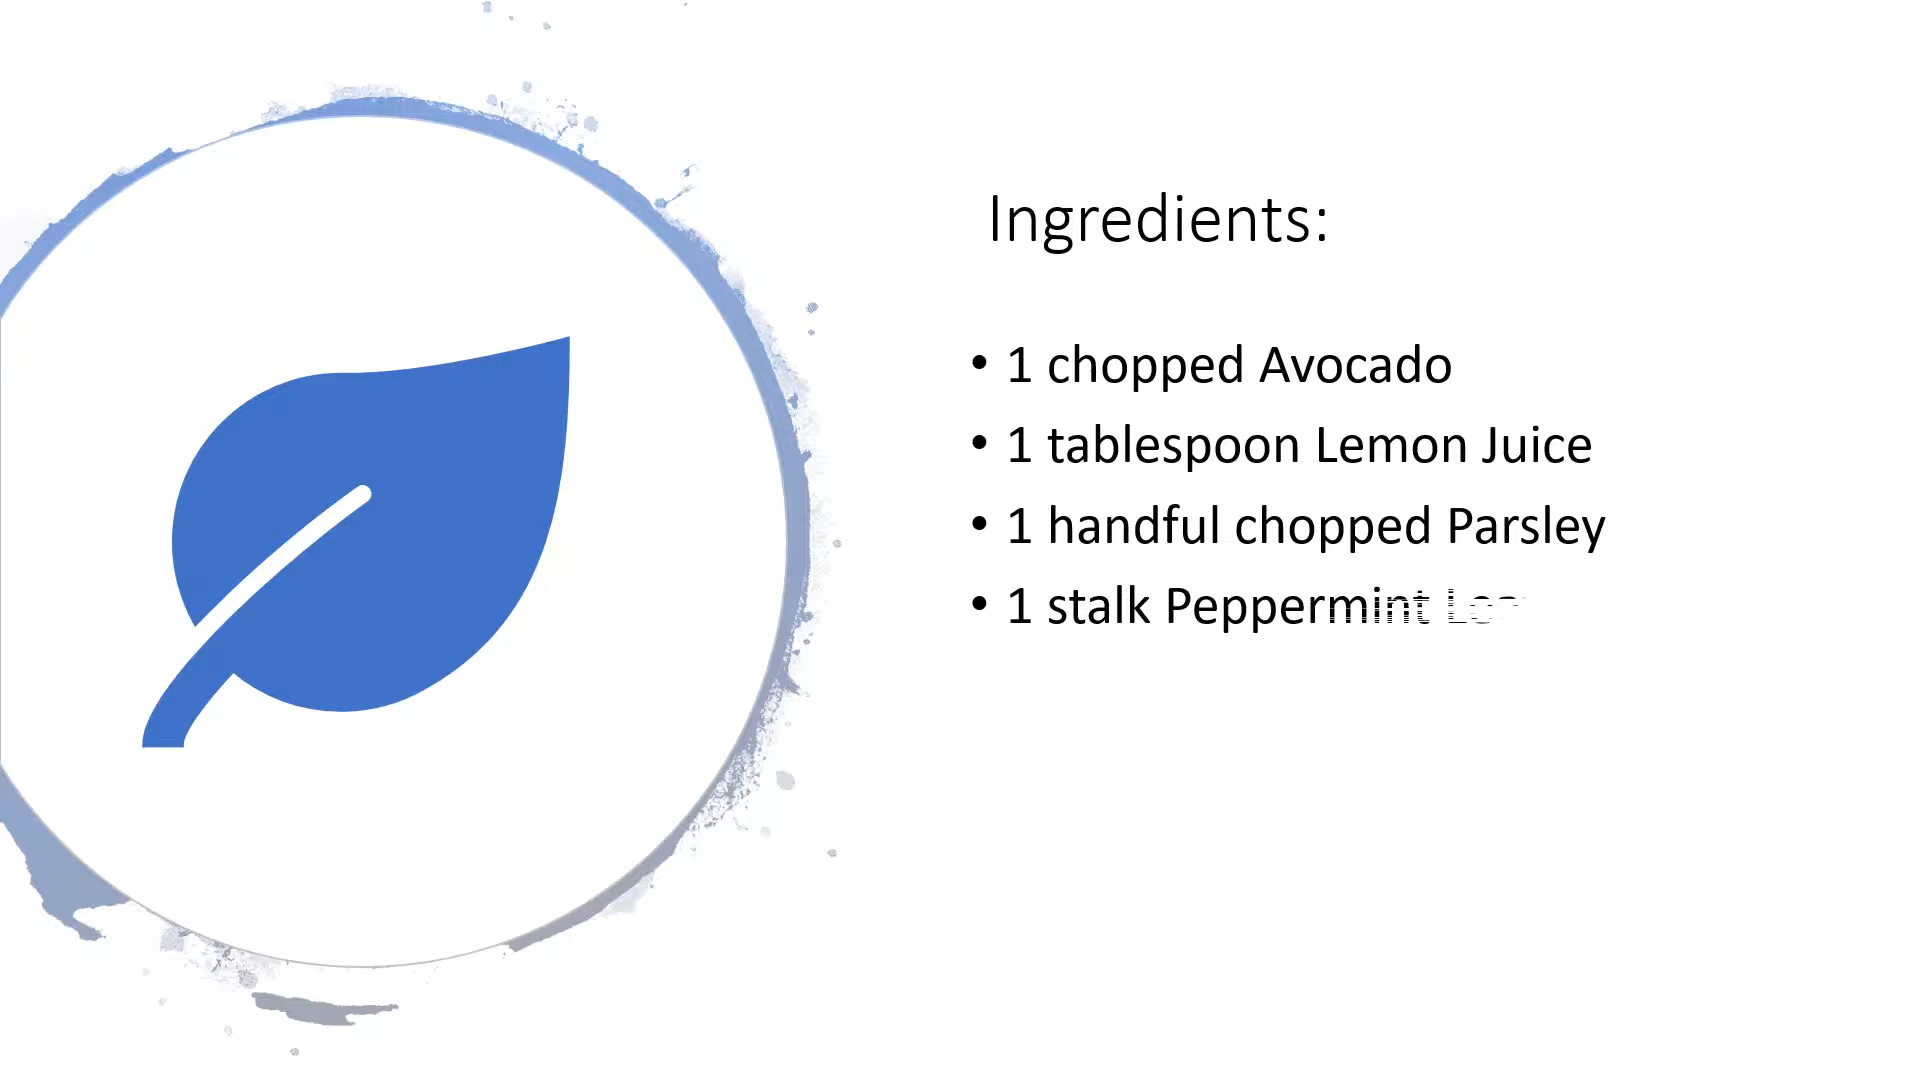 Ingredients:
• 1 chopped Avocado
• 1 tablespoon Lemon Juice
• 1 handful chopped Parsley
• 1 stalk Peppermint